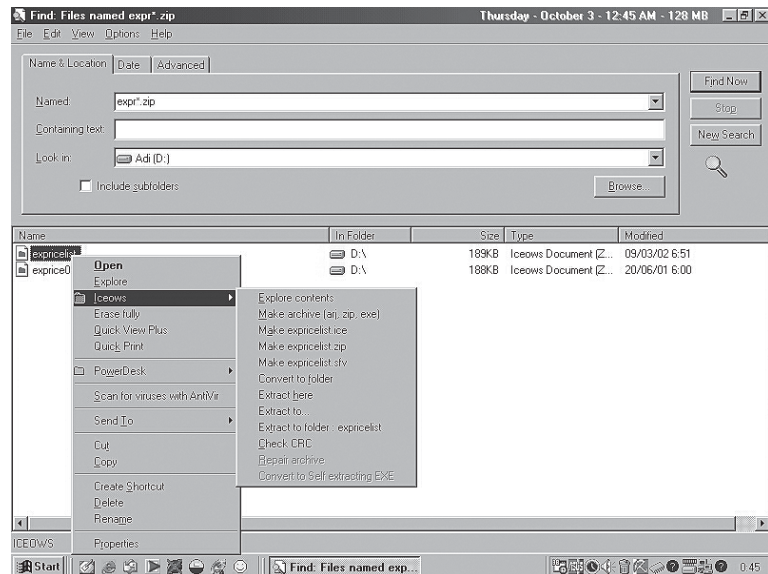 Find: Files named expr*.zip
Thursday - October 3 - 12:45 AM - 128 MB
File Edit View Options Help
Name & Location Date Advanced
Named: expr*.zip
Containing text:
Look in: Adi (D:)
Include subfolders
Browse...
Find Now
Stop
New Search
Name In Folder Size Type Modified
expricelist D:\ 189KB Iceows Document (Z... 09/03/02 6:51
exprice0 D:\ 188KB Iceows Document (Z... 20/06/01 6:00
Open
Explore
Iceows
Erase fully
Quick View Plus
Quick Print
PowerDesk
Scan for viruses with AntiVir
Send To
Cut
Copy
Create Shortcut
Delete
Rename
Properties
Explore contents
Make archive (arj, zip, exe)
Make expricelist.ice
Make expricelist.zip
Make expricelist.sfv
Convert to folder
Extract here
Extract to...
Extract to folder : expricelist
Check CRC
Repair archive
Convert to Self extracting EXE
ICEOWS
Start
Find: Files named exp...
0:45